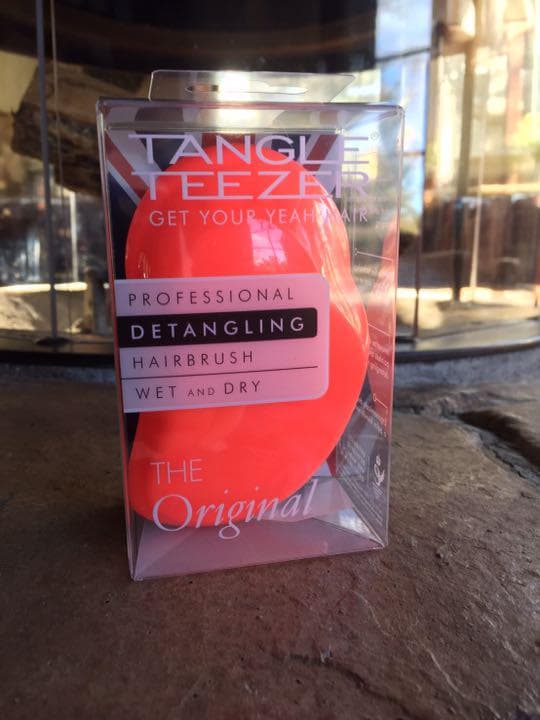 TANGLE
TEEZER®
GET YOUR YEAH HAIR
PROFESSIONAL
DETANGLING
HAIRBRUSH
WET AND DRY
THE
Original